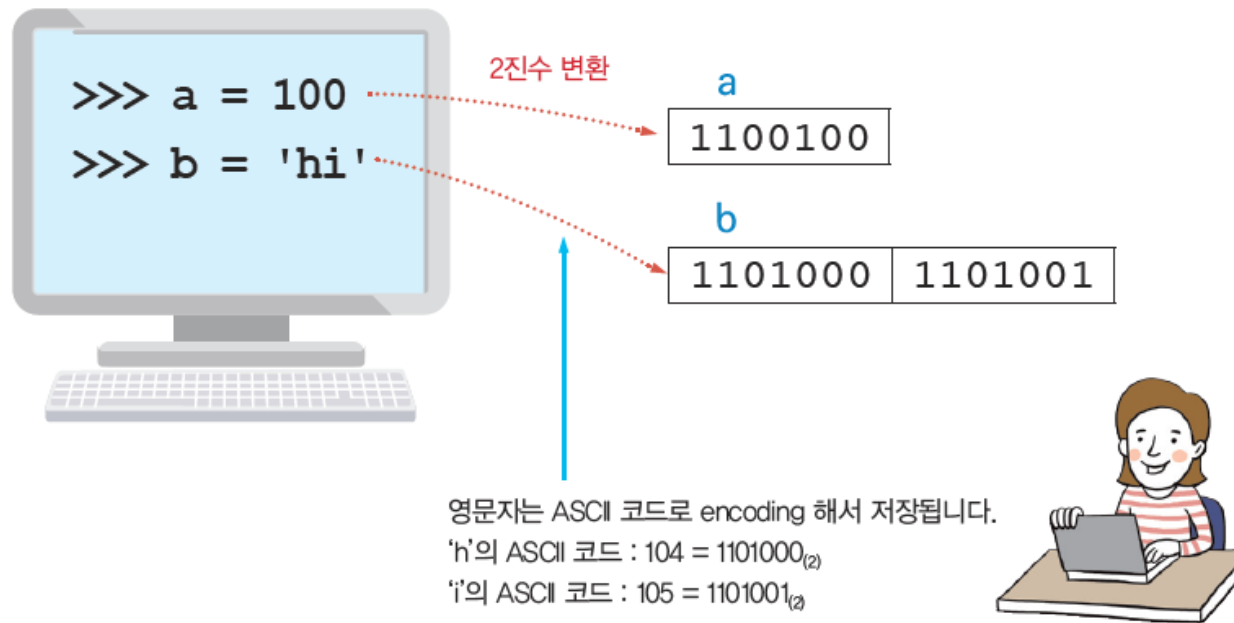 >>> a = 100
>>> b = 'hi'
2진수 변환
a
1100100
b
1101000 1101001
영문자는 ASCII 코드로 encoding 해서 저장됩니다.
‘h’의 ASCII 코드 : 104 = 1101000(2)
‘i’의 ASCII 코드 : 105 = 1101001(2)